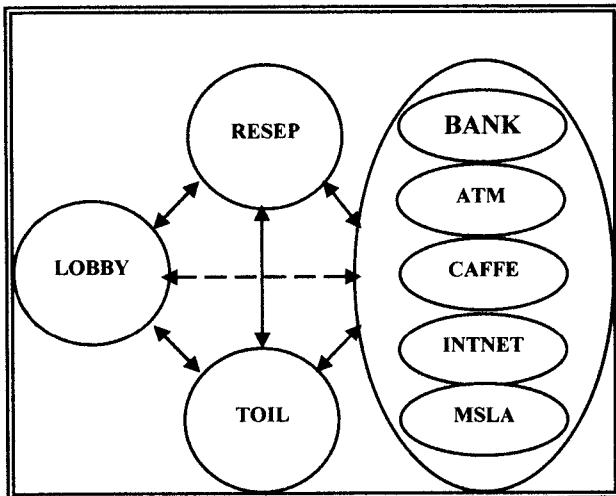 RESEP
BANK
ATM
LOBBY
CAFFE
INTNET
TOIL
MSLA